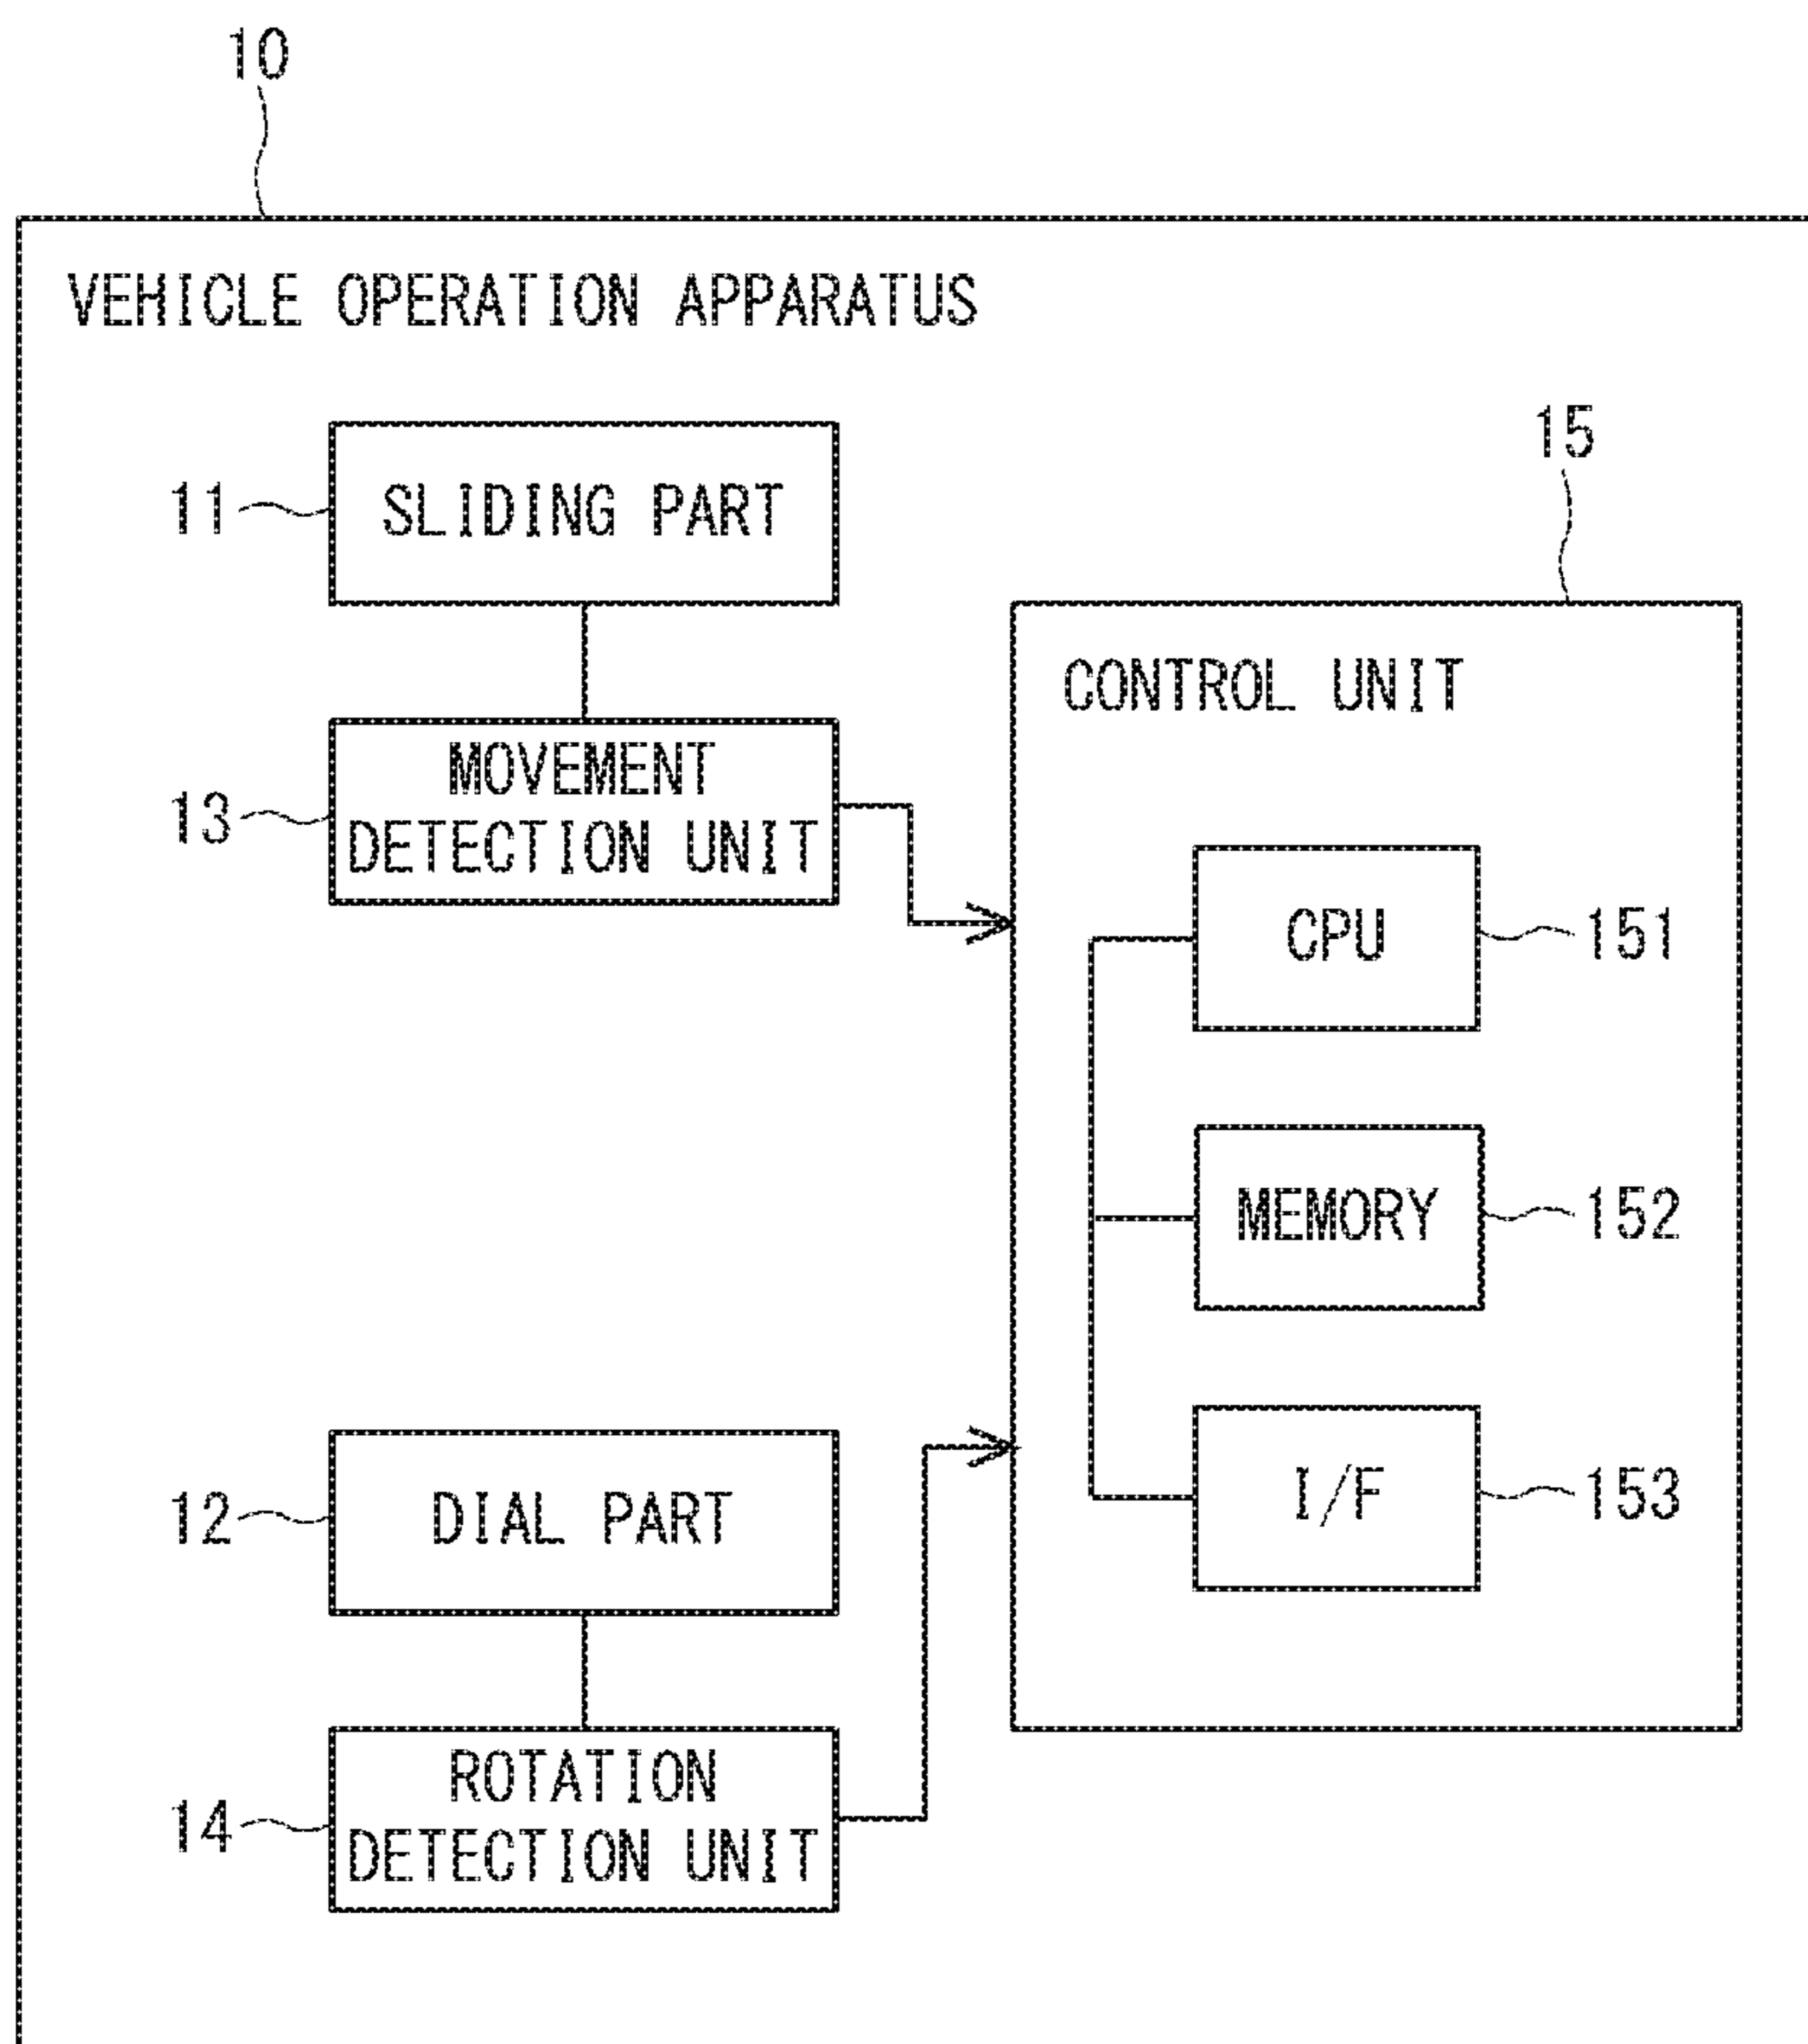 10
VEHICLE OPERATION APPARATUS
11
SLIDING PART
15
CONTROL UNIT
13
MOVEMENT
DETECTION UNIT
CPU
151
MEMORY
152
I/F
153
12
DIAL PART
14
ROTATION
DETECTION UNIT